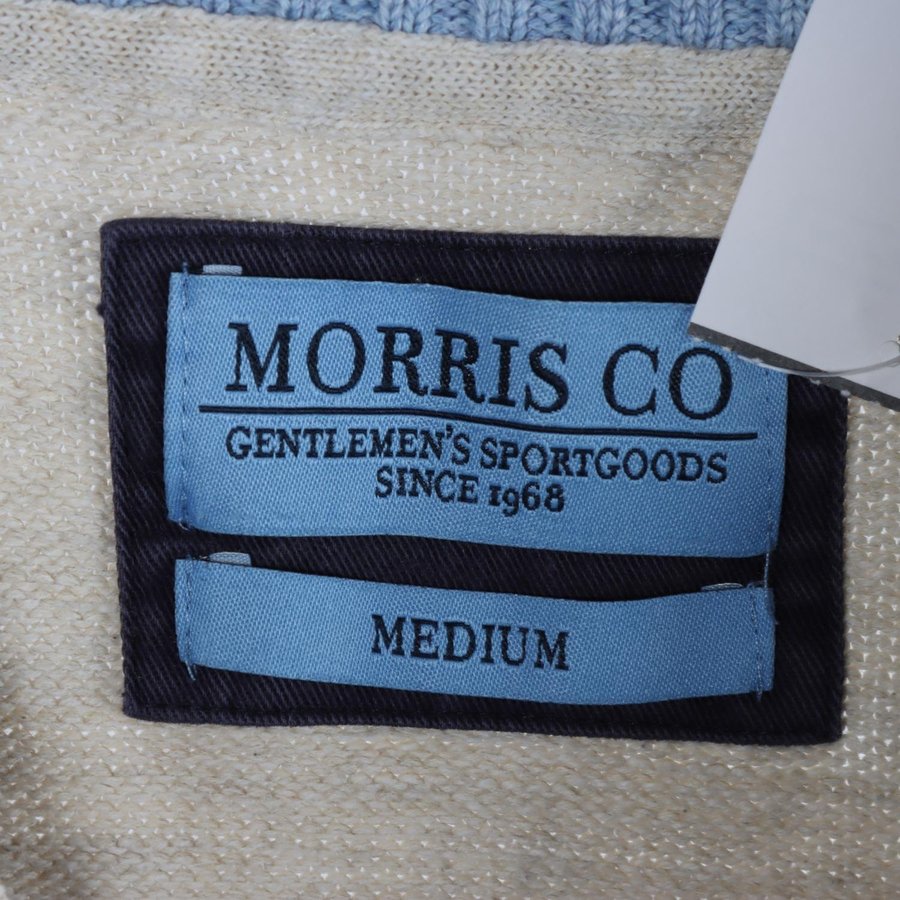 MORRIS CO
GENTLEMEN'S SPORTGOODS
SINCE 1968
MEDIUM